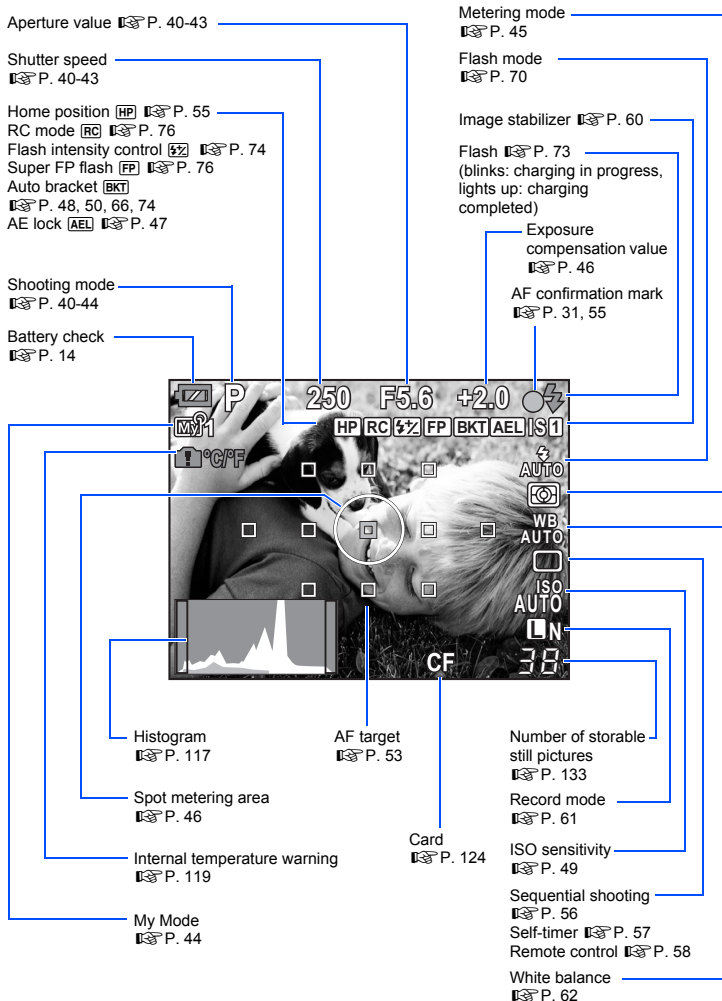 Aperture value P. 40-43
Shutter speed
P. 40-43
Home position HP P. 55
RC mode RC P. 76
Flash intensity control P. 74
Super FP flash FP P. 76
Auto bracket BKT
P. 48, 50, 66, 74
AE lock AEL P. 47
Shooting mode
P. 40-44
Battery check
P. 14
Metering mode
P. 45
Flash mode
P. 70
Image stabilizer P. 60
Flash P. 73
(blinks: charging in progress,
lights up: charging
completed)
Exposure
compensation value
P. 46
AF confirmation mark
P. 31, 55
P 250 F5.6 +2.0
My 1 HP RC FP BKT AEL IS 1
°C/°F
AUTO
WB
AUTO
ISO
AUTO
L N
CF 38
Histogram
P. 117
Spot metering area
P. 46
Internal temperature warning
P. 119
My Mode
P. 44
AF target
P. 53
Card
P. 124
Number of storable
still pictures
P. 133
Record mode
P. 61
ISO sensitivity
P. 49
Sequential shooting
P. 56
Self-timer P. 57
Remote control P. 58
White balance
P. 62